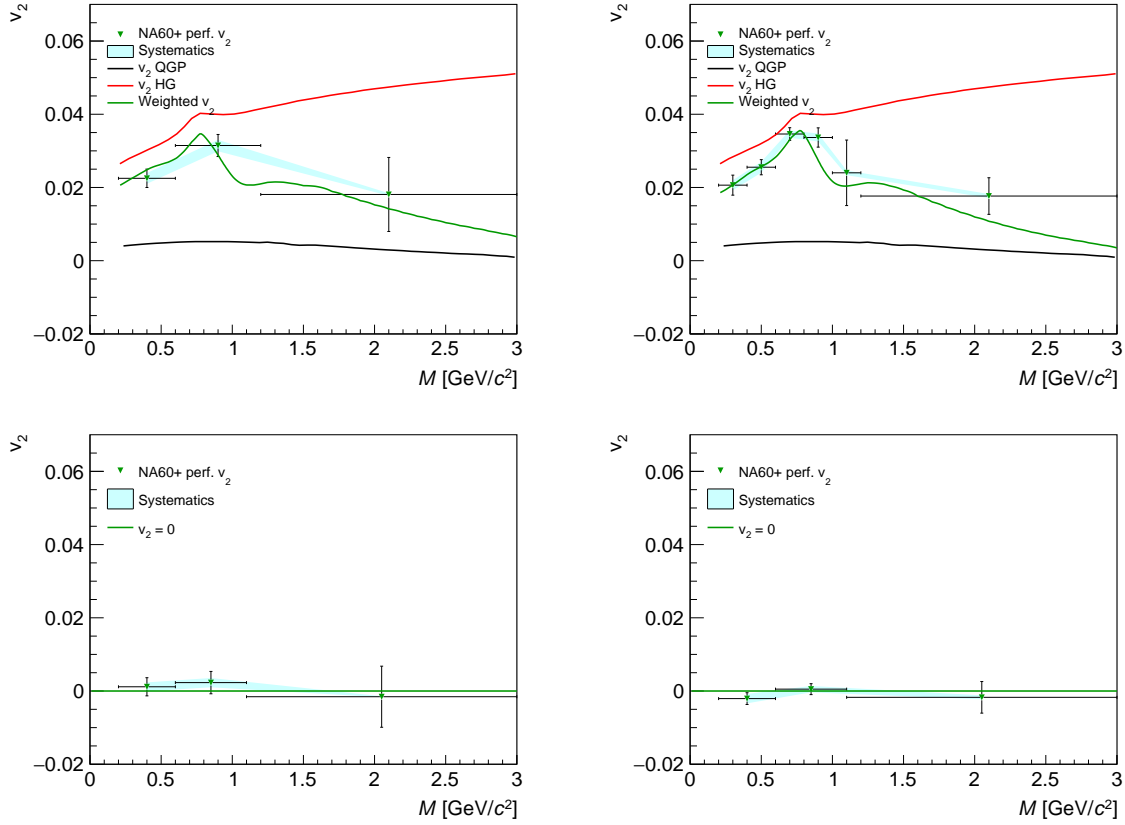 v2
0.06
0.04
0.02
0
−0.02
NA60+ perf. v2
Systematics
v2 QGP
v2 HG
Weighted v2
0 0.5 1 1.5 2 2.5 3
M [GeV/c2]
v2
0.06
0.04
0.02
0
−0.02
NA60+ perf. v2
Systematics
v2 QGP
v2 HG
Weighted v2
0 0.5 1 1.5 2 2.5 3
M [GeV/c2]
v2
0.06
0.04
0.02
0
−0.02
NA60+ perf. v2
Systematics
v2 = 0
0 0.5 1 1.5 2 2.5 3
M [GeV/c2]
v2
0.06
0.04
0.02
0
−0.02
NA60+ perf. v2
Systematics
v2 = 0
0 0.5 1 1.5 2 2.5 3
M [GeV/c2]